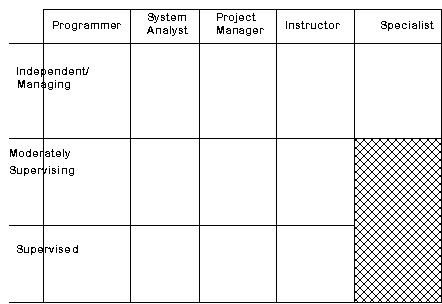 Programmer
System
Analyst
Project
Manager
Instructor
Specialist
Independent/
Managing
Moderately
Supervising
Supervised